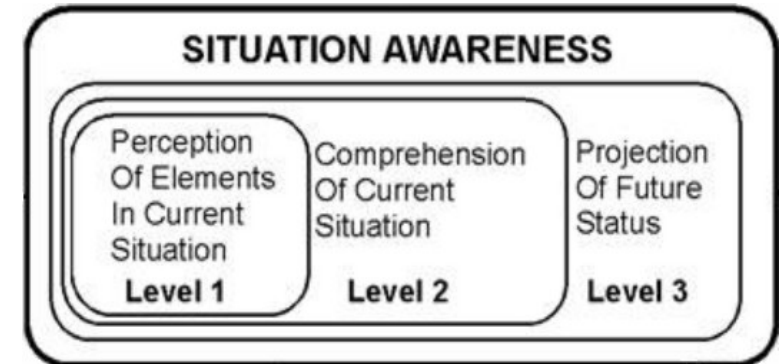 SITUATION AWARENESS
Perception
Of Elements
In Current
Situation
Level 1
Comprehension
Of Current
Situation
Level 2
Projection
Of Future
Status
Level 3